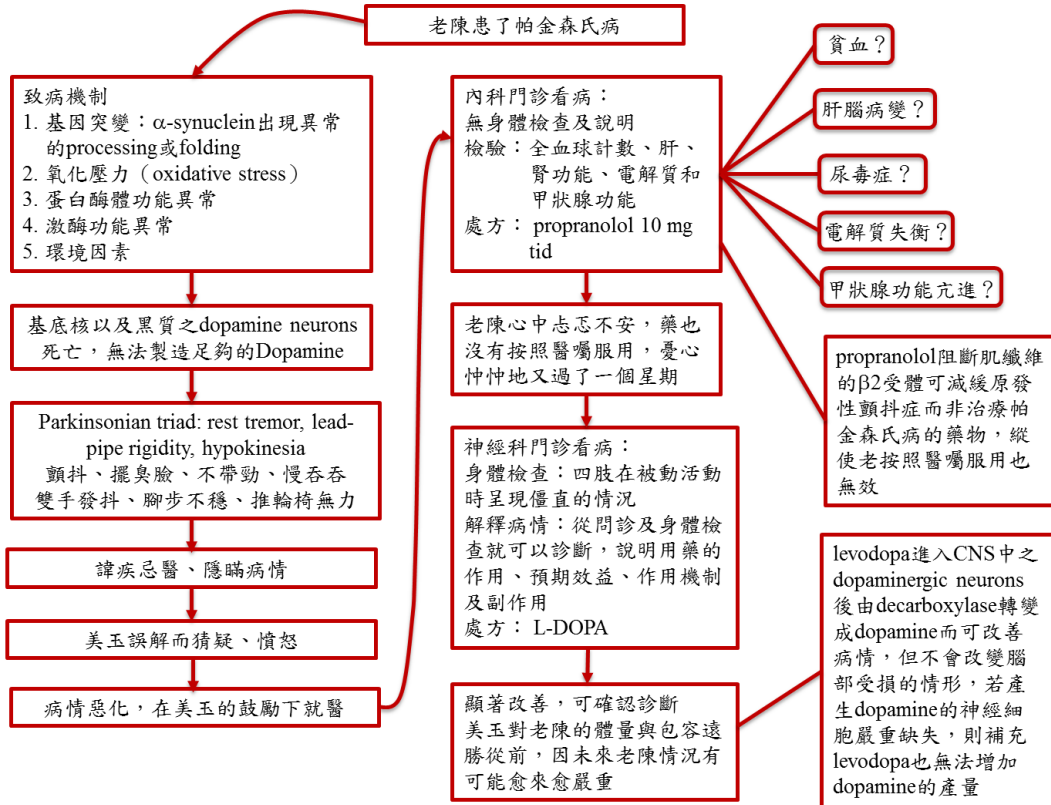 老陳患了帕金森氏病
致病機制
1. 基因突變：α-synuclein出現異常
的processing或folding
2. 氧化壓力（oxidative stress）
3. 蛋白酶體功能異常
4. 激酶功能異常
5. 環境因素
基底核以及黑質之dopamine neurons
死亡，無法製造足夠的Dopamine
Parkinsonian triad: rest tremor, lead-
pipe rigidity, hypokinesia
顫抖、擺臭臉、不帶勁、慢吞吞
雙手發抖、腳步不穩、推輪椅無力
諱疾忌醫、隱瞞病情
美玉誤解而猜疑、憤怒
病情惡化，在美玉的鼓勵下就醫
內科門診看病：
無身體檢查及說明
檢驗：全血球計數、肝、
腎功能、電解質和
甲狀腺功能
處方： propranolol 10 mg
tid
老陳心中忐忑不安，藥也
沒有按照醫囑服用，憂心
忡忡地又過了一個星期
神經科門診看病：
身體檢查：四肢在被動活動
時呈現僵直的情況
解釋病情：從問診及身體檢
查就可以診斷，說明用藥的
作用、預期效益、作用機制
及副作用
處方： L-DOPA
顯著改善，可確認診斷
美玉對老陳的體量與包容遠
勝從前，因未來老陳情況有
可能愈來愈嚴重
貧血？
肝腦病變？
尿毒症？
電解質失衡？
甲狀腺功能亢進？
propranolol阻斷肌纖維
的β2受體可減緩原發
性顫抖症而非治療帕
金森氏病的藥物，縱
使老按照醫囑服用也
無效
levodopa進入CNS中之
dopaminergic neurons
後由decarboxylase轉變
成dopamine而可改善
病情，但不會改變腦
部受損的情形，若產
生dopamine的神經細
胞嚴重缺失，則補充
levodopa也無法增加
dopamine的產量